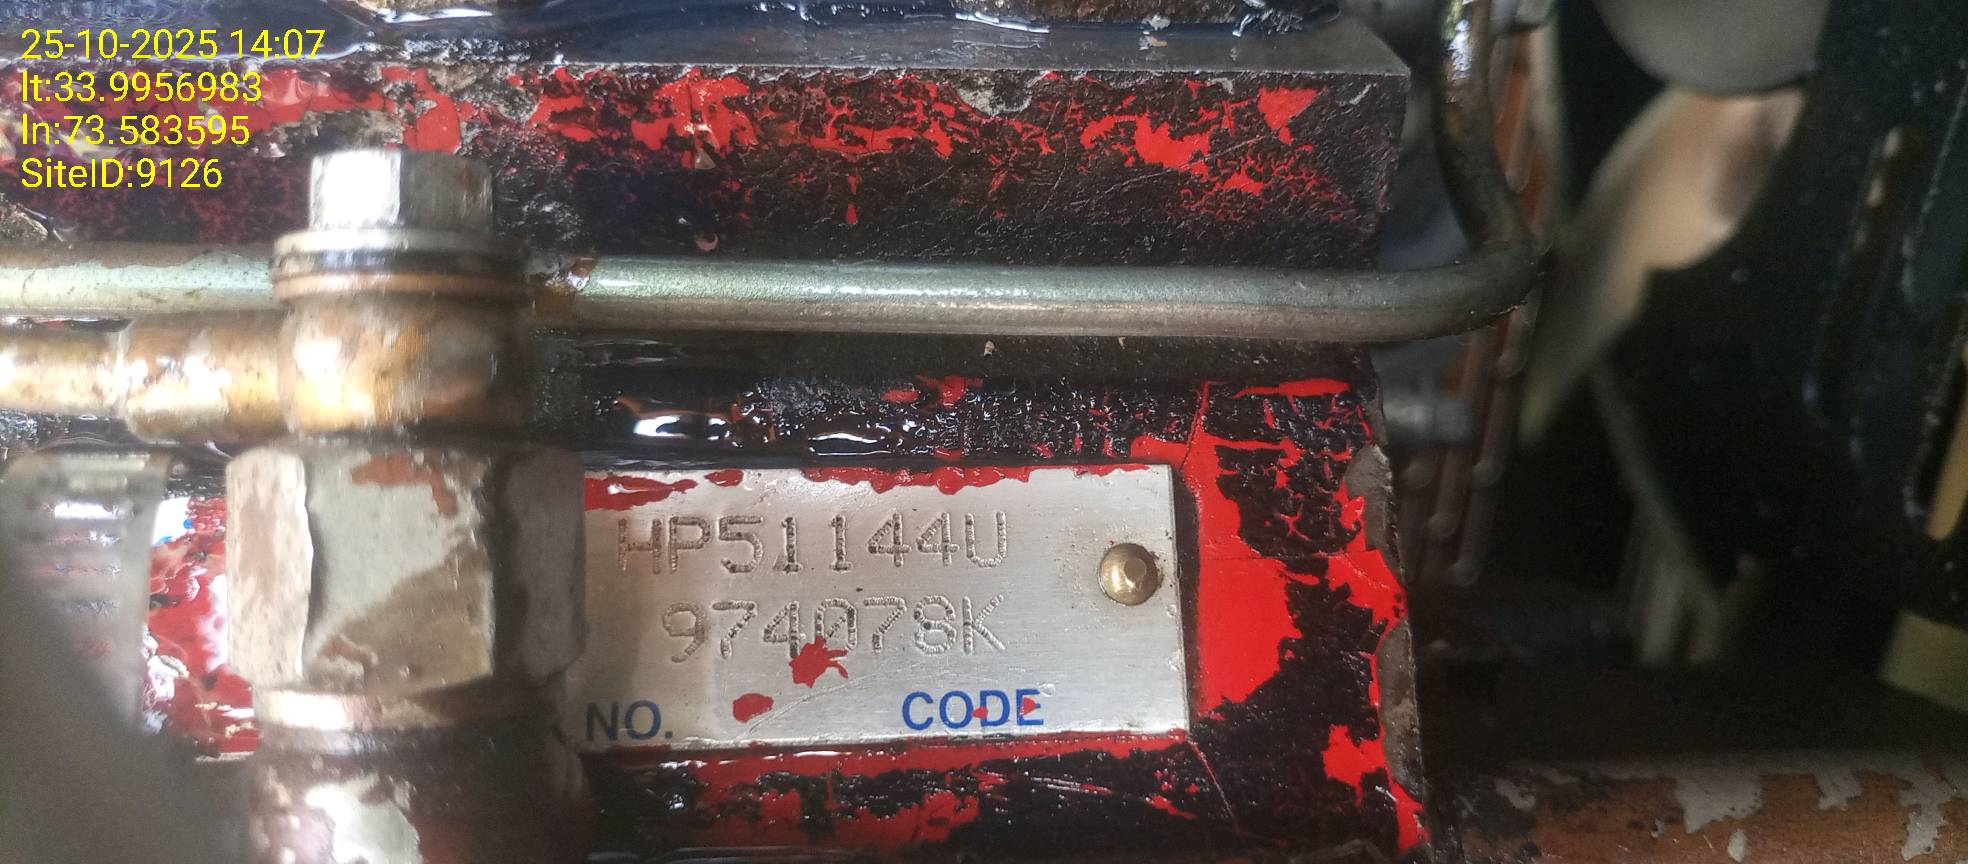 25-10-2025 14:07
lt:33.9956983
ln:73.583595
SiteID:9126
HP51144U
974078K
NO. CODE